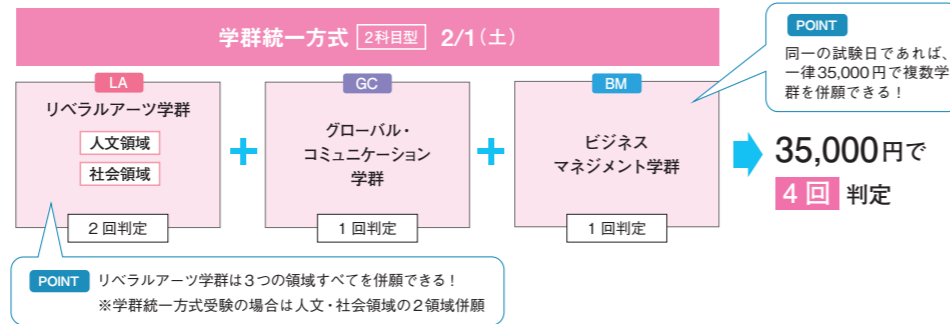 学群統一方式 2科目型 2/1(土)
POINT
同一の試験日であれば、
一律35,000円で複数学
群を併願できる！
LA
リベラルアーツ学群
人文領域
社会領域
2回判定
+
GC
グローバル・
コミュニケーション
学群
1回判定
+
BM
ビジネス
マネジメント学群
1回判定
35,000円で
4回 判定
POINT リベラルアーツ学群は3つの領域すべてを併願できる！
※学群統一方式受験の場合は人文・社会領域の2領域併願